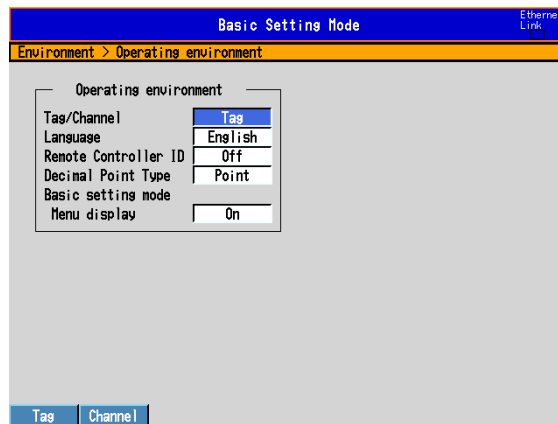 Basic Setting Mode
Etherne
Link
Environment > Operating environment
Operating environment
Tag/Channel Tag
Language English
Remote Controller ID Off
Decimal Point Type Point
Basic setting mode
Menu display On
Tag Channel